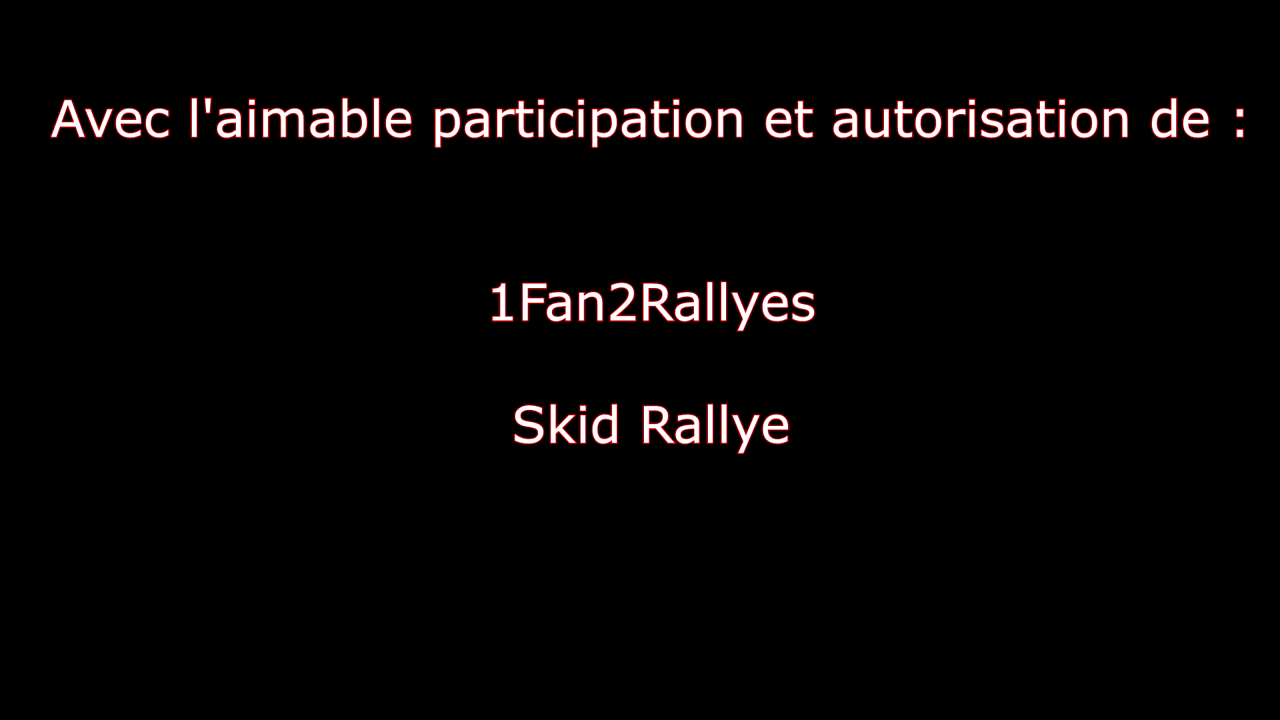 Avec l'aimable participation et autorisation de :
1Fan2Rallyes
Skid Rallye